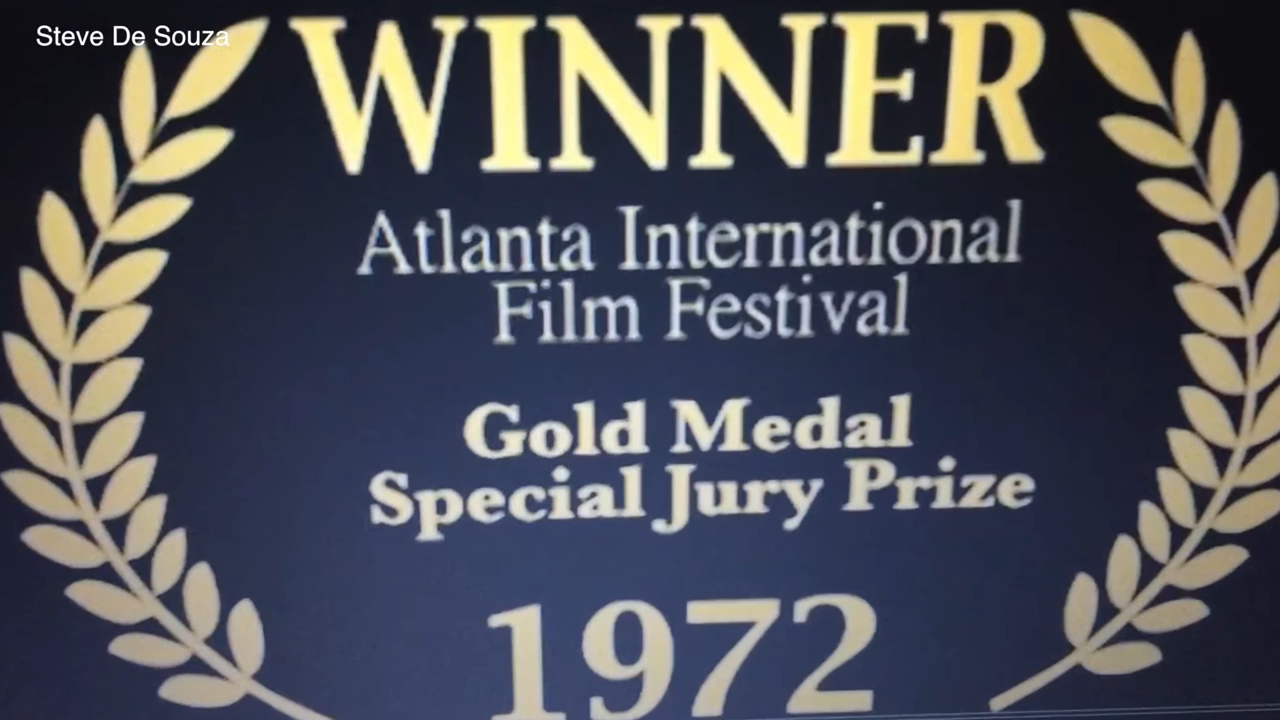 Steve De Souza
WINNER
Atlanta International
Film Festival
Gold Medal
Special Jury Prize
1972